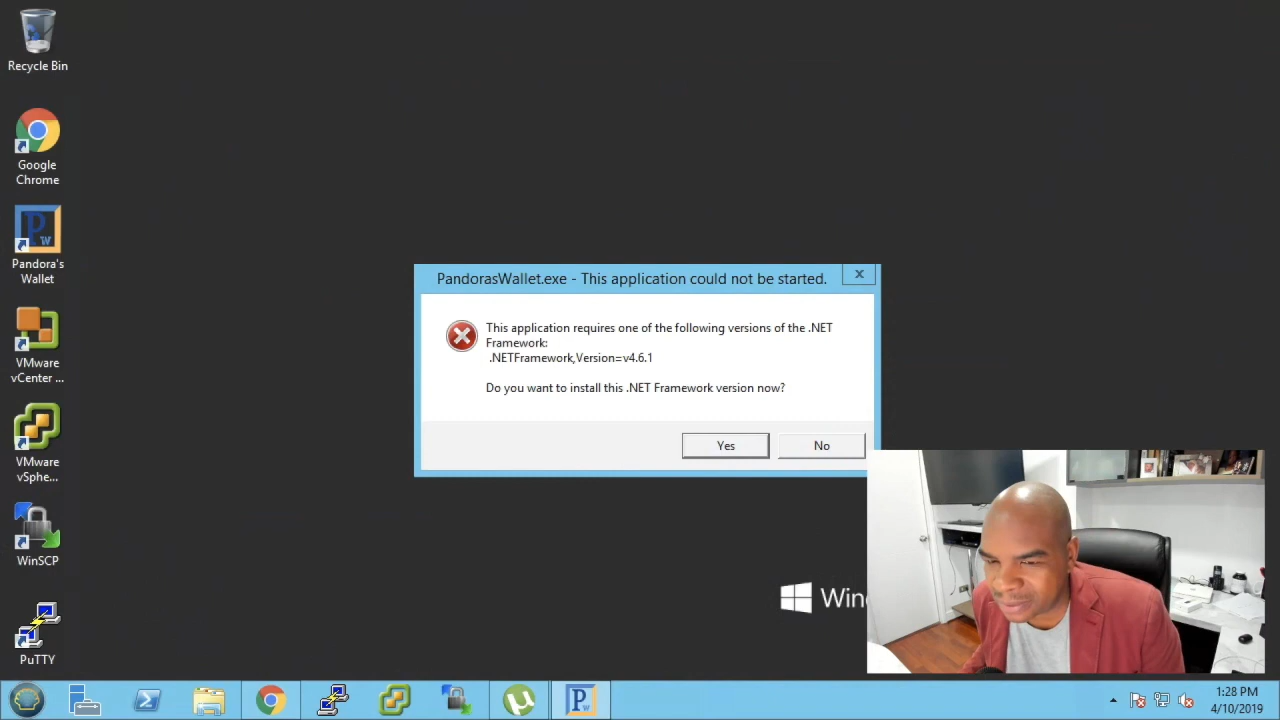 Recycle Bin
Google
Chrome
Pandora's
Wallet
VMware
vCenter ...
VMware
vSphe...
WinSCP
PuTTY
PandorasWallet.exe - This application could not be started.
x
This application requires one of the following versions of the .NET
Framework:
.NETFramework,Version=v4.6.1
Do you want to install this .NET Framework version now?
Yes
No
1:28 PM
4/10/2019